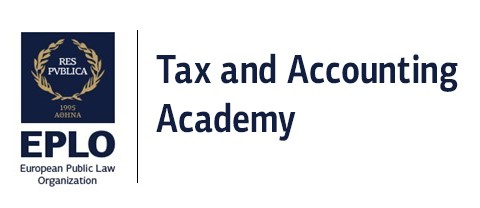 RES
PVBLICA
1995
AΘHNA
EPLO
European Public Law
Organization
Tax and Accounting
Academy